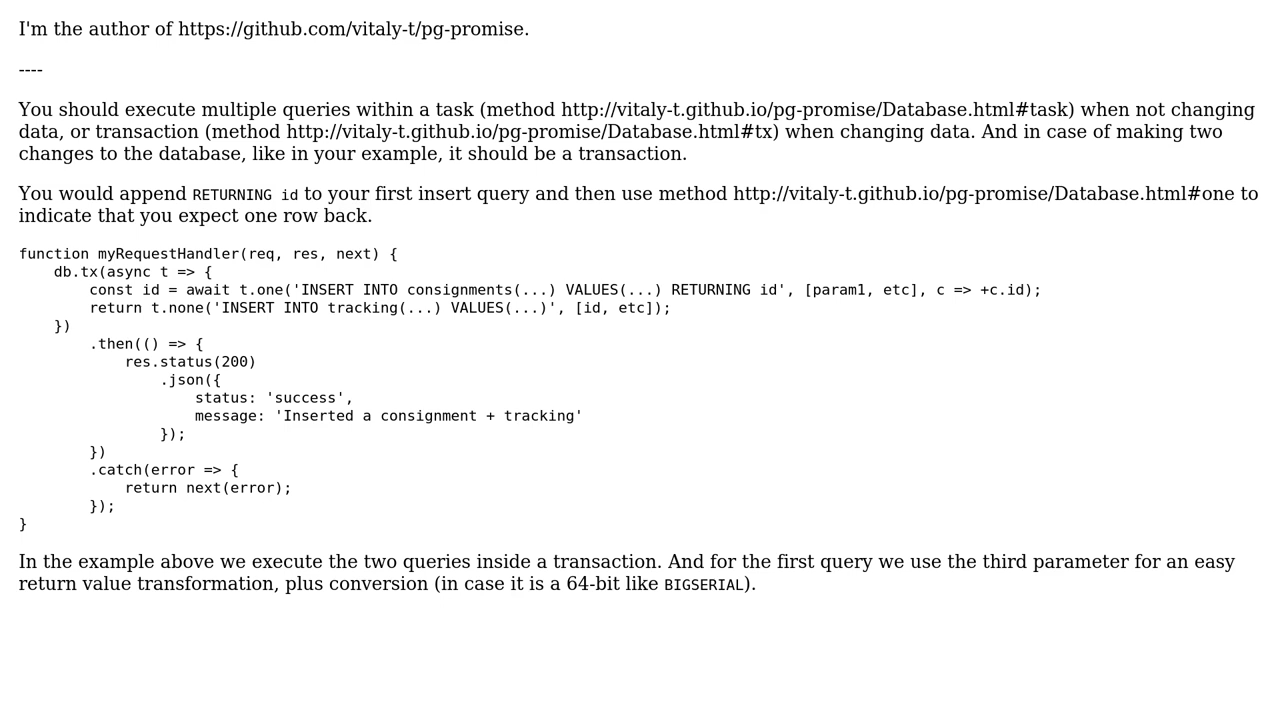 I'm the author of https://github.com/vitaly-t/pg-promise.
----
You should execute multiple queries within a task (method http://vitaly-t.github.io/pg-promise/Database.html#task) when not changing
data, or transaction (method http://vitaly-t.github.io/pg-promise/Database.html#tx) when changing data. And in case of making two
changes to the database, like in your example, it should be a transaction.
You would append RETURNING id to your first insert query and then use method http://vitaly-t.github.io/pg-promise/Database.html#one to
indicate that you expect one row back.
function myRequestHandler(req, res, next) {
    db.tx(async t => {
        const id = await t.one('INSERT INTO consignments(...) VALUES(...) RETURNING id', [param1, etc], c => +c.id);
        return t.none('INSERT INTO tracking(...) VALUES(...)', [id, etc]);
    })
        .then(() => {
            res.status(200)
                .json({
                    status: 'success',
                    message: 'Inserted a consignment + tracking'
                });
        })
        .catch(error => {
            return next(error);
        });
}
In the example above we execute the two queries inside a transaction. And for the first query we use the third parameter for an easy
return value transformation, plus conversion (in case it is a 64-bit like BIGSERIAL).